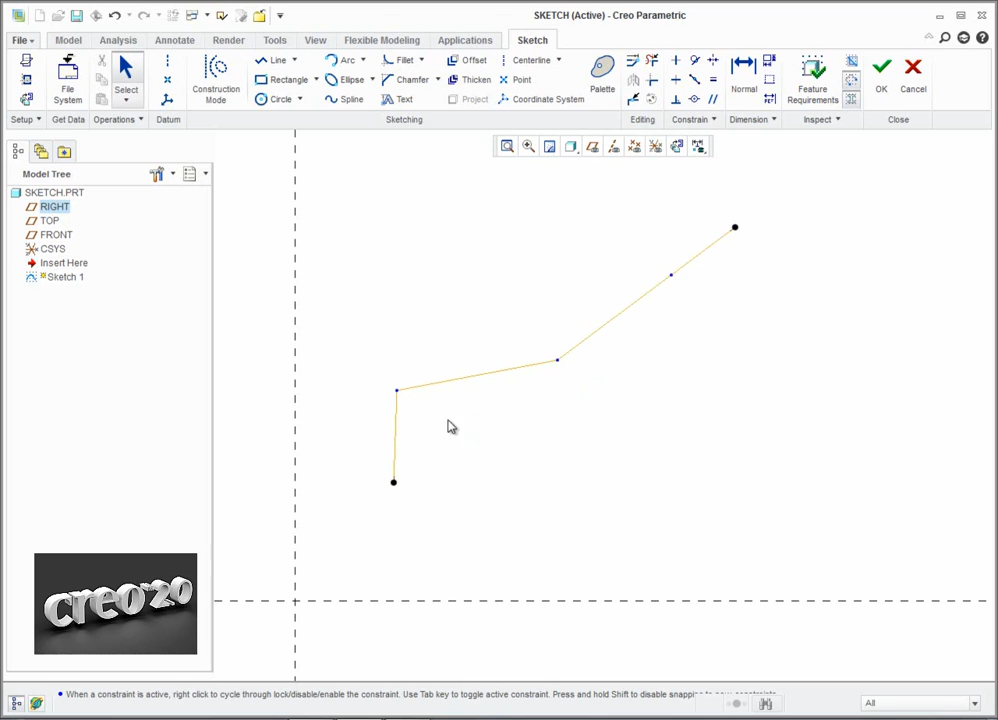 SKETCH (Active) - Creo Parametric
File Model Analysis Annotate Render Tools View Flexible Modeling Applications Sketch
Line Arc Fillet Offset Centerline
Rectangle Ellipse Chamfer Thicken Point
Circle Spline Text Project Coordinate System
File
System
Select
Construction
Mode
Palette
Normal
Feature
Requirements
OK
Cancel
Setup Get Data Operations Datum Sketching Editing Constrain Dimension Inspect Close
Model Tree
SKETCH.PRT
RIGHT
TOP
FRONT
CSYS
Insert Here
Sketch 1
creo 20
When a constraint is active, right click to cycle through lock/disable/enable the constraint. Use Tab key to toggle active constraint. Press and hold Shift to disable snapping to new constraints.
All